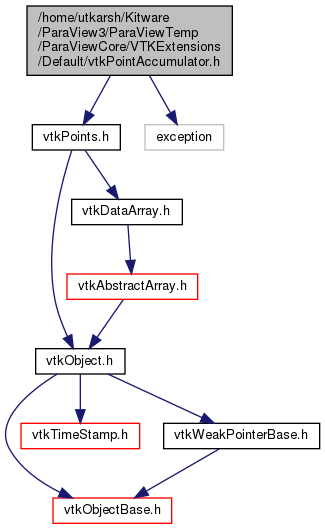 /home/utkarsh/Kitware
/ParaView3/ParaViewTemp
/ParaViewCore/VTKExtensions
/Default/vtkPointAccumulator.h
vtkPoints.h
exception
vtkDataArray.h
vtkAbstractArray.h
vtkObject.h
vtkTimeStamp.h
vtkWeakPointerBase.h
vtkObjectBase.h